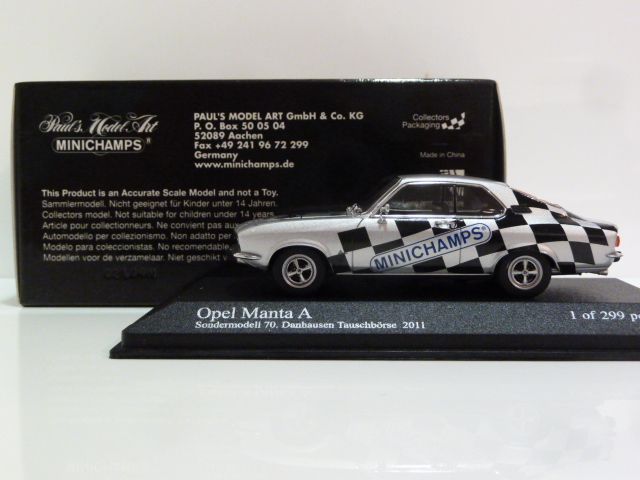 Paul's Model Art
MINICHAMPS®
PAUL'S MODEL ART GmbH & Co. KG
P. O. Box 50 05 04
52089 Aachen
Fax +49 241 96 72 299
Germany
www.minichamps.de
Collectors
Packaging
Made in China
This Product is an Accurate Scale Model and not a Toy.
Sammlermodell. Nicht geeignet für Kinder unter 14 Jahren.
Collectors model. Not suitable for children under 14 years
Article pour collectionneurs. Ne convient pas aux
Automodello per collezionismo. Non adatto per
Modelo para coleccionistas. No recomendable,
Modellen voor de verzamelaar. Niet geschikt v
MINICHAMPS®
Opel Manta A
Sondermodell 70. Danhausen Tauschbörse 2011
1 of 299 p